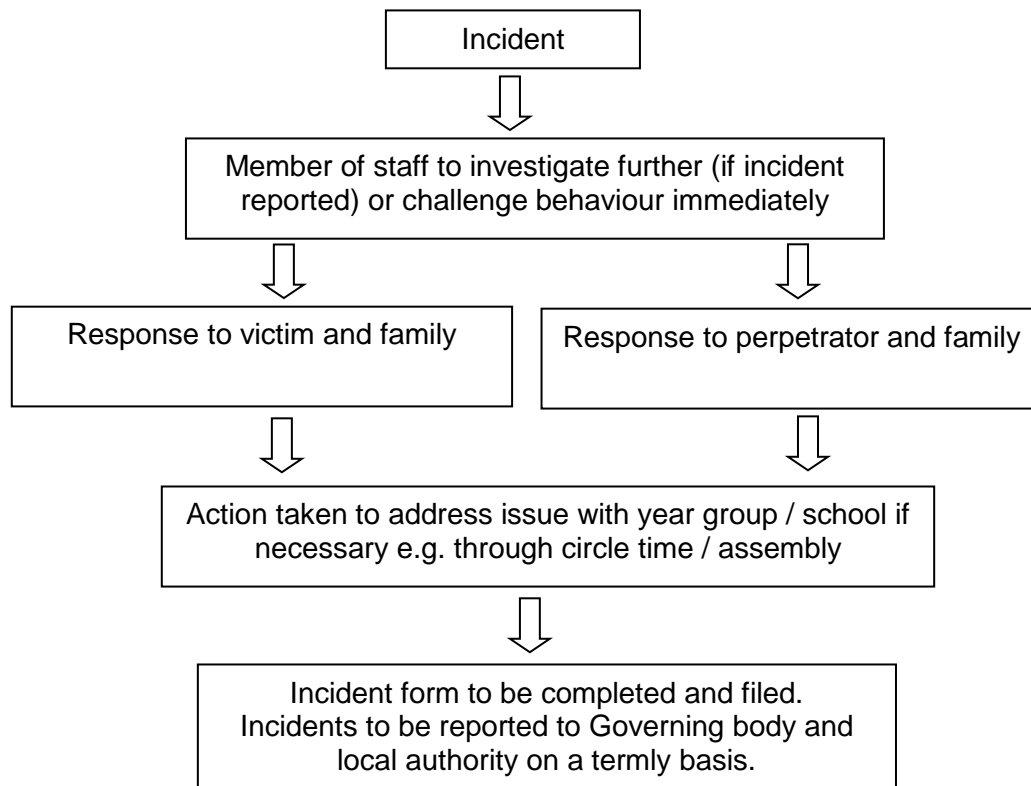 Incident
Member of staff to investigate further (if incident
reported) or challenge behaviour immediately
Response to victim and family
Response to perpetrator and family
Action taken to address issue with year group / school if
necessary e.g. through circle time / assembly
Incident form to be completed and filed.
Incidents to be reported to Governing body and
local authority on a termly basis.